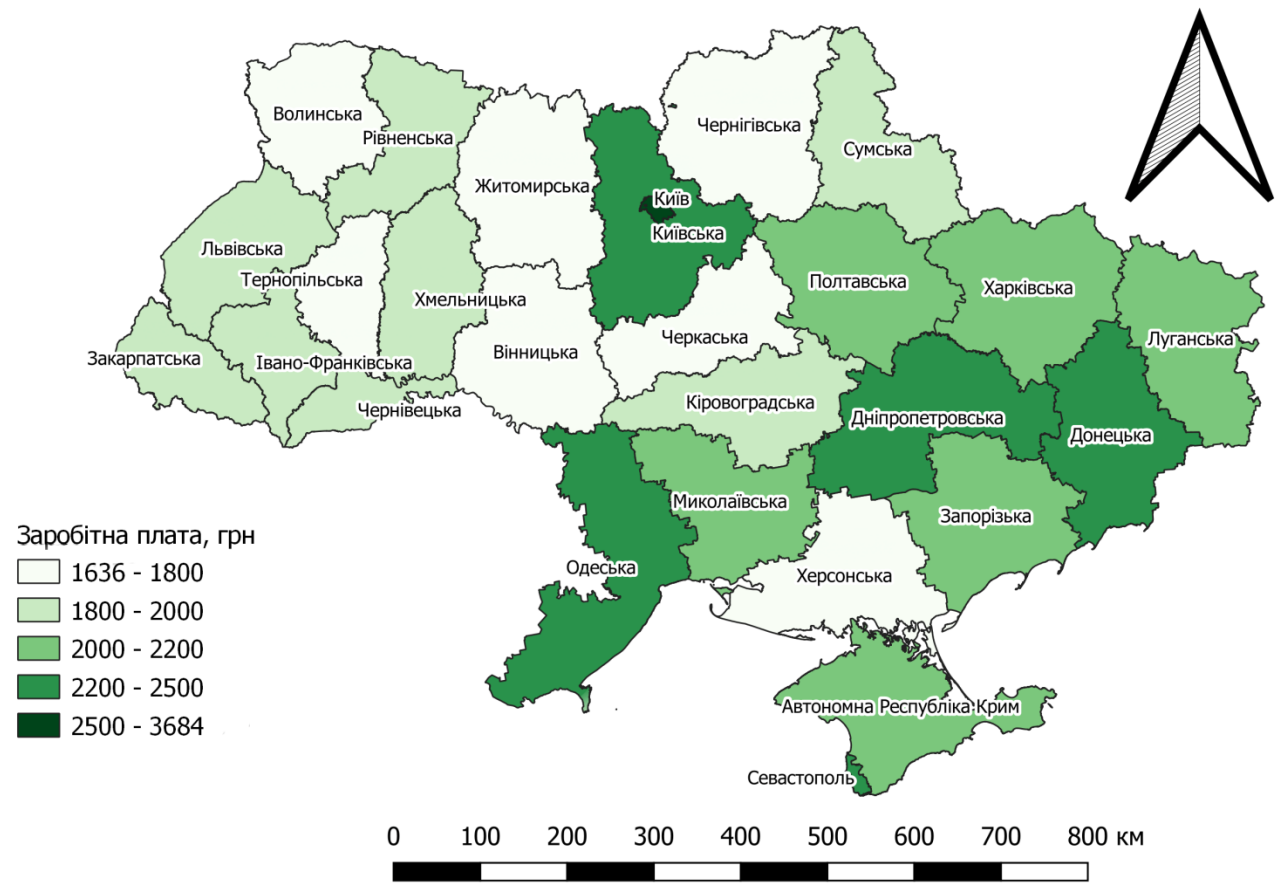 Волинська
Рівненська
Чернігівська
Сумська
Житомирська
Київ
Київська
Львівська
Тернопільська
Хмельницька
Полтавська
Харківська
Луганська
Закарпатська
Івано-Франківська
Вінницька
Черкаська
Чернівецька
Кіровоградська
Дніпропетровська
Донецька
Миколаївська
Запорізька
Одеська
Херсонська
Автономна Республіка Крим
Севастополь
Заробітна плата, грн
1636 - 1800
1800 - 2000
2000 - 2200
2200 - 2500
2500 - 3684
0 100 200 300 400 500 600 700 800 км